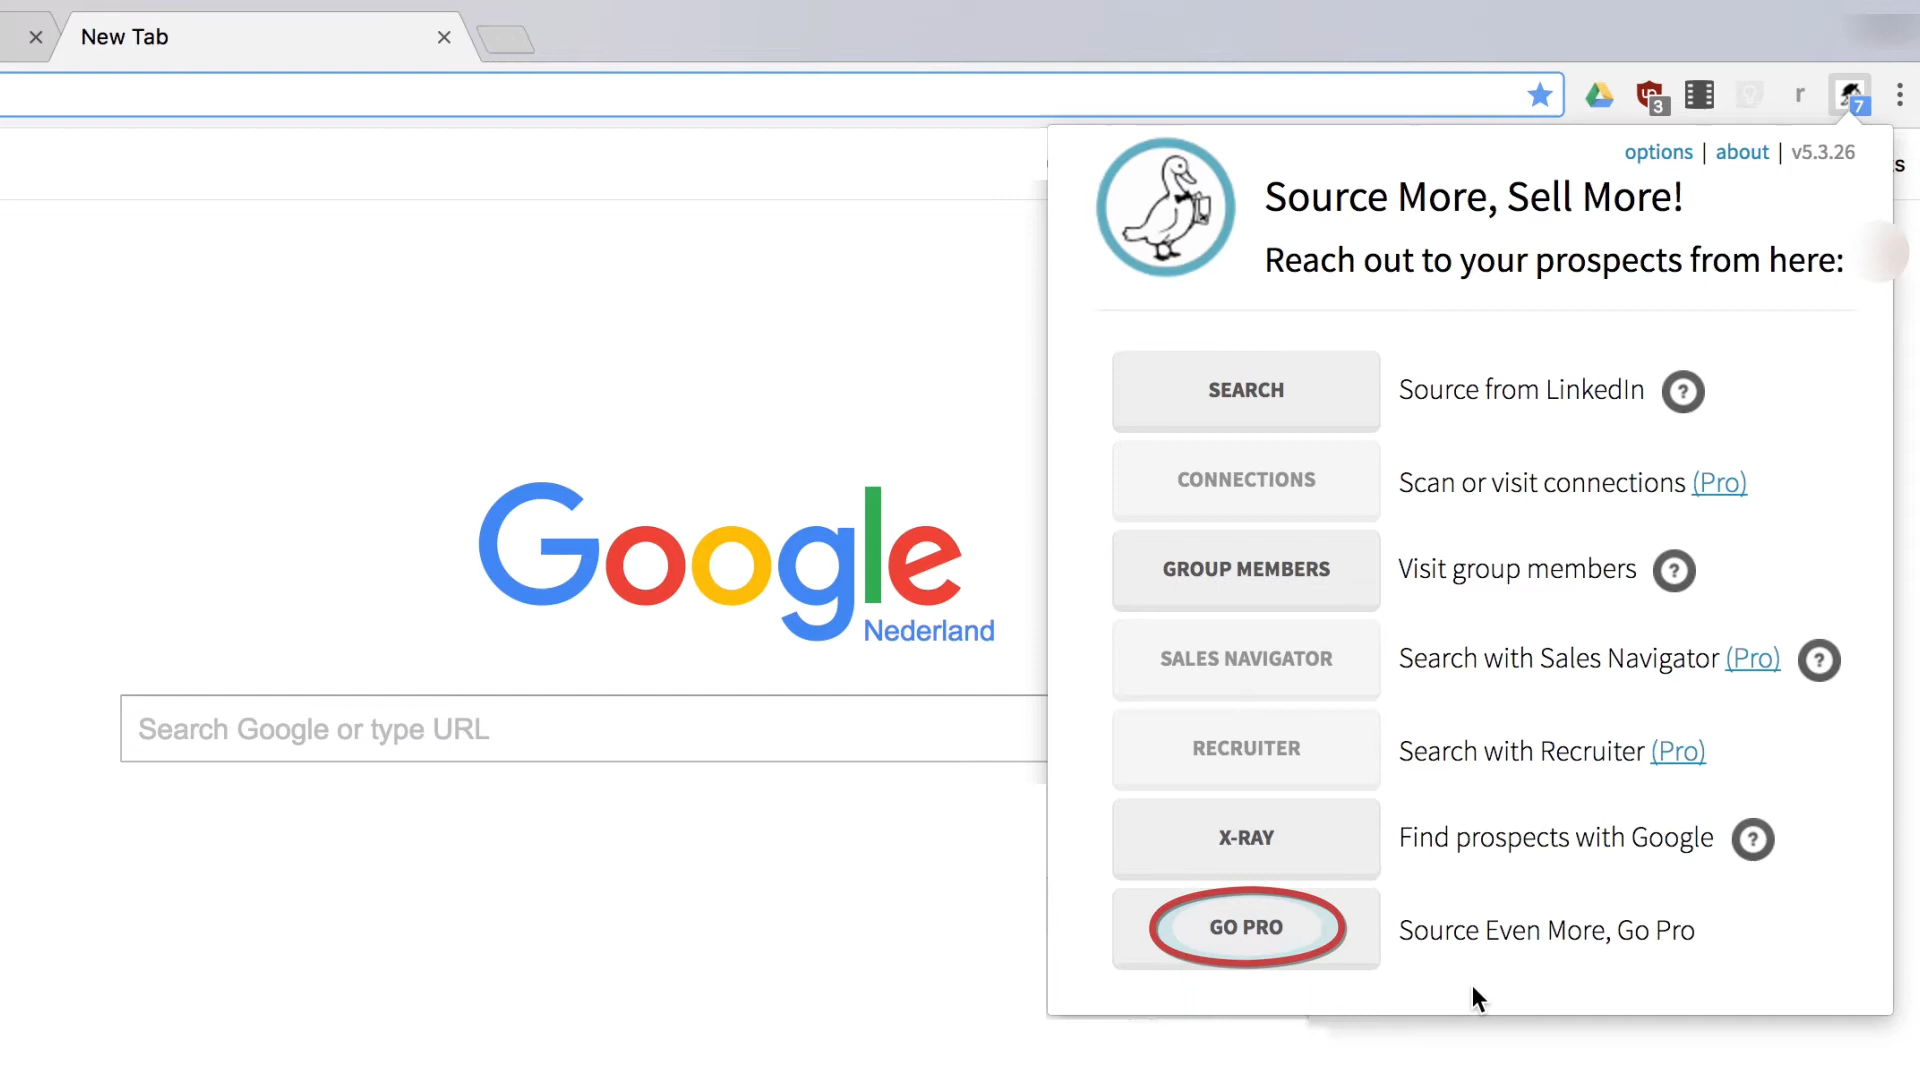 New Tab
3
r
7
options | about | v5.3.26
s
Source More, Sell More!
Reach out to your prospects from here:
SEARCH Source from LinkedIn ?
CONNECTIONS Scan or visit connections (Pro)
GROUP MEMBERS Visit group members ?
SALES NAVIGATOR Search with Sales Navigator (Pro) ?
RECRUITER Search with Recruiter (Pro)
X-RAY Find prospects with Google ?
GO PRO Source Even More, Go Pro
Google
Nederland
Search Google or type URL